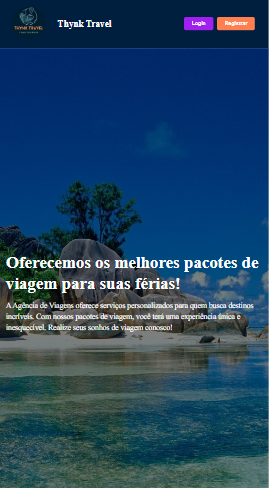 THYNK TRAVEL
Thynk Travel
Login
Registrar
Oferecemos os melhores pacotes de
viagem para suas férias!
A Agência de Viagens oferece serviços personalizados para quem busca destinos
incríveis. Com nossos pacotes de viagem, você terá uma experiência única e
inesquecível. Realize seus sonhos de viagem conosco!